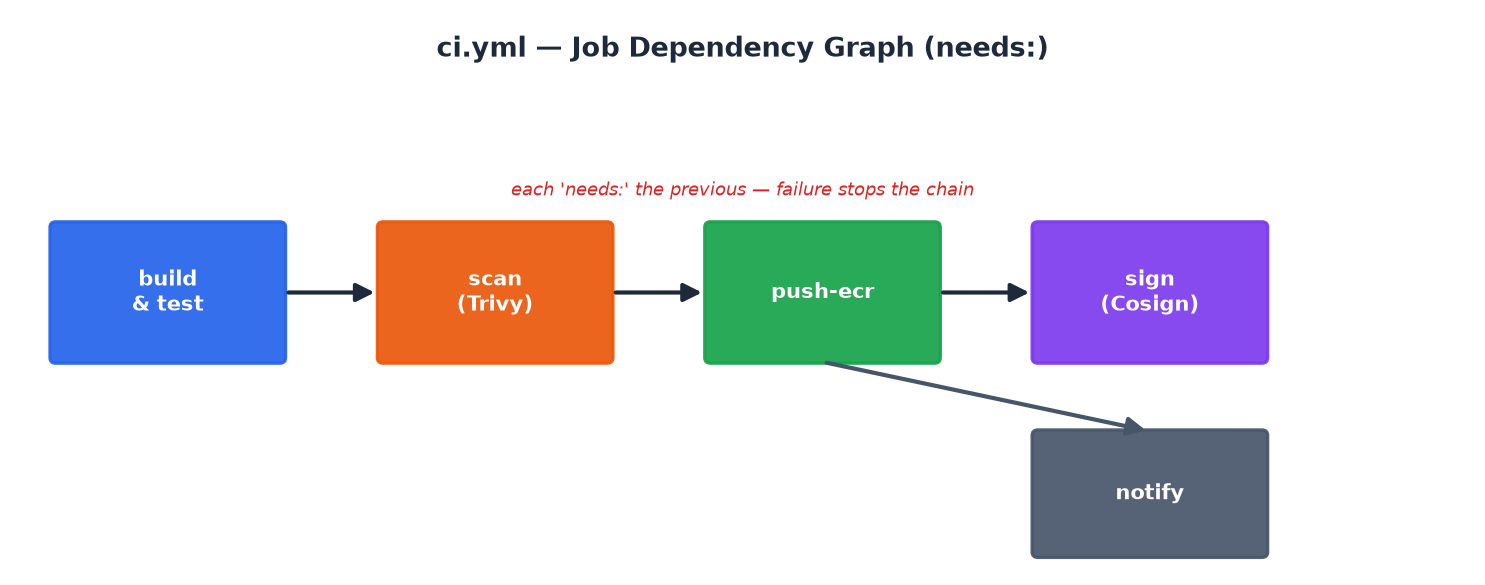 ci.yml — Job Dependency Graph (needs:)
each 'needs:' the previous — failure stops the chain
build
& test
scan
(Trivy)
push-ecr
sign
(Cosign)
notify